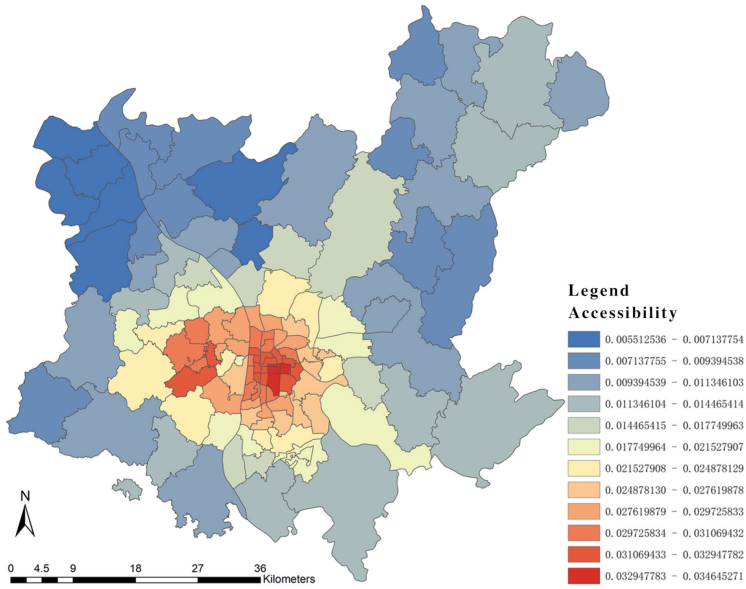 Legend
Accessibility
0.005512536 - 0.007137754
0.007137755 - 0.009394538
0.009394539 - 0.011346103
0.011346104 - 0.014465414
0.014465415 - 0.017749963
0.017749964 - 0.021527907
0.021527908 - 0.024878129
0.024878130 - 0.027619878
0.027619879 - 0.029725833
0.029725834 - 0.031069432
0.031069433 - 0.032947782
0.032947783 - 0.034645271
N
0 4.5 9 18 27 36
Kilometers